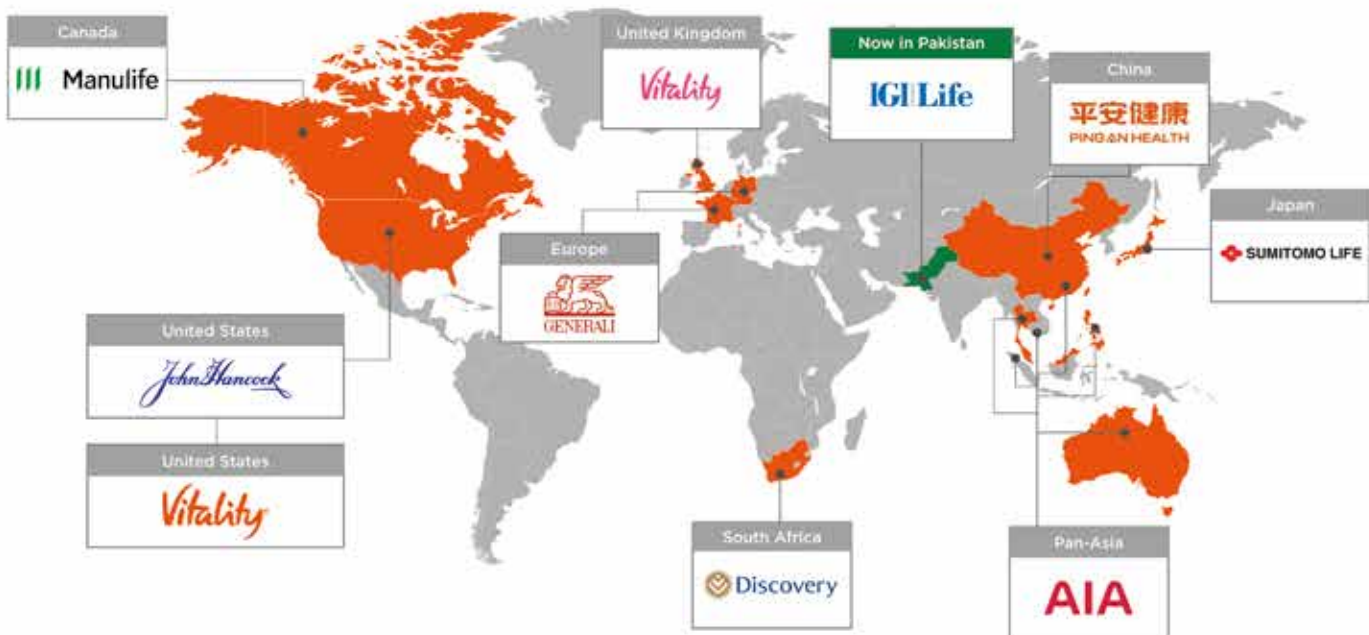 Canada
Manulife
United Kingdom
Vitality
Now in Pakistan
IGI Life
China
平安健康
PING AN HEALTH
Japan
SUMITOMO LIFE
Europe
GENERALI
United States
John Hancock
United States
Vitality
South Africa
Discovery
Pan-Asia
AIA